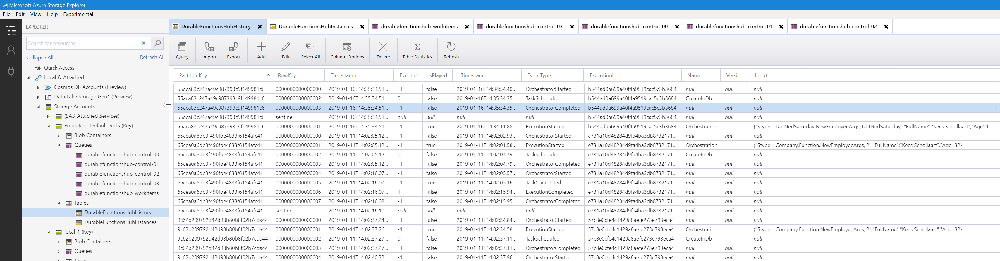 Microsoft Azure Storage Explorer
File Edit View Help Experimental
EXPLORER
Search for resources
Collapse All Refresh All
Quick Access
Local & Attached
Cosmos DB Accounts (Preview)
Data Lake Storage Gen1 (Preview)
Storage Accounts
(SAS-Attached Services)
Emulator - Default Ports (Key)
Blob Containers
Queues
durablefunctionshub-control-00
durablefunctionshub-control-01
durablefunctionshub-control-02
durablefunctionshub-control-03
durablefunctionshub-workitems
Tables
DurableFunctionsHubHistory
DurableFunctionsHubInstances
local-1 (Key)
Blob Containers
Queues
Tables
DurableFunctionsHubHistory DurableFunctionsHubInstances durablefunctionshub-workitems durablefunctionshub-control-03 durablefunctionshub-control-00 durablefunctionshub-control-01 durablefunctionshub-control-02
Query Import Export Add Edit Select All Column Options Delete Table Statistics Refresh
PartitionKey RowKey Timestamp EventId IsPlayed _Timestamp EventType ExecutionId Name Version Input
55aca83c247a49c987393c9f149981c6 0000000000000000 2019-01-16T14:35:34.51... -1 false 2019-01-16T14:34:54.40... OrchestratorStarted b544ad0a699a40f4a9519cac5c3b3684 null null null
55aca83c247a49c987393c9f149981c6 0000000000000002 2019-01-16T14:35:34.51... 0 false 2019-01-16T14:35:34.35... TaskScheduled b544ad0a699a40f4a9519cac5c3b3684 CreateInDb null
55aca83c247a49c987393c9f149981c6 0000000000000003 2019-01-16T14:35:34.51... -1 false 2019-01-16T14:35:34.35... OrchestratorCompleted b544ad0a699a40f4a9519cac5c3b3684 null null null
55aca83c247a49c987393c9f149981c6 sentinel 2019-01-16T14:35:34.51... null null null null b544ad0a699a40f4a9519cac5c3b3684 null null null
55aca83c247a49c987393c9f149981c6 0000000000000001 2019-01-16T14:35:34.51... -1 true 2019-01-16T14:34:11.88... ExecutionStarted b544ad0a699a40f4a9519cac5c3b3684 Orchestration {"$type":"DotNedSaturday.NewEmployeeArgs, DotNedSaturday","FullName":"Kees Schollaart","Age":1...
65cea0a6db3f490fbe4833f6154afc41 0000000000000000 2019-01-11T14:02:05.12... -1 false 2019-01-11T14:02:02.93... OrchestratorStarted e731a10d48284d9fa4ba3db8732171... null null null
65cea0a6db3f490fbe4833f6154afc41 0000000000000001 2019-01-11T14:02:05.12... -1 true 2019-01-11T14:02:01.58... ExecutionStarted e731a10d48284d9fa4ba3db8732171... Orchestration {"$type":"Company.Function.NewEmployeeArgs, 2","FullName":"Kees Schollaart","Age":32}
65cea0a6db3f490fbe4833f6154afc41 0000000000000002 2019-01-11T14:02:05.12... 0 false 2019-01-11T14:02:04.79... TaskScheduled e731a10d48284d9fa4ba3db8732171... CreateInDb null
65cea0a6db3f490fbe4833f6154afc41 0000000000000003 2019-01-11T14:02:05.12... -1 false 2019-01-11T14:02:04.79... OrchestratorCompleted e731a10d48284d9fa4ba3db8732171... null null null
65cea0a6db3f490fbe4833f6154afc41 0000000000000004 2019-01-11T14:02:16.07... -1 false 2019-01-11T14:02:05.57... OrchestratorStarted e731a10d48284d9fa4ba3db8732171... null null null
65cea0a6db3f490fbe4833f6154afc41 0000000000000005 2019-01-11T14:02:16.07... -1 true 2019-01-11T14:02:05.16... TaskCompleted e731a10d48284d9fa4ba3db8732171... null null null
65cea0a6db3f490fbe4833f6154afc41 0000000000000006 2019-01-11T14:02:16.07... 1 false 2019-01-11T14:02:15.94... ExecutionCompleted e731a10d48284d9fa4ba3db8732171... null null null
65cea0a6db3f490fbe4833f6154afc41 0000000000000007 2019-01-11T14:02:16.08... -1 false 2019-01-11T14:02:15.95... OrchestratorCompleted e731a10d48284d9fa4ba3db8732171... null null null
65cea0a6db3f490fbe4833f6154afc41 sentinel 2019-01-11T14:02:16.10... null null null null e731a10d48284d9fa4ba3db8732171... null null null
9c62b209792d42d98b80b8f02b7cda44 0000000000000000 2019-01-11T14:02:37.24... -1 false 2019-01-11T14:02:34.84... OrchestratorStarted 57c8e0cfe4c1429a8aefe273e793eca4 null null null
9c62b209792d42d98b80b8f02b7cda44 0000000000000001 2019-01-11T14:02:37.26... -1 true 2019-01-11T14:02:34.58... ExecutionStarted 57c8e0cfe4c1429a8aefe273e793eca4 Orchestration {"$type":"Company.Function.NewEmployeeArgs, 2","FullName":"Kees Schollaart","Age":32}
9c62b209792d42d98b80b8f02b7cda44 0000000000000002 2019-01-11T14:02:37.27... 0 false 2019-01-11T14:02:37.11... TaskScheduled 57c8e0cfe4c1429a8aefe273e793eca4 CreateInDb null
9c62b209792d42d98b80b8f02b7cda44 0000000000000003 2019-01-11T14:02:37.27... -1 false 2019-01-11T14:02:37.11... OrchestratorCompleted 57c8e0cfe4c1429a8aefe273e793eca4 null null null
9c62b209792d42d98b80b8f02b7cda44 0000000000000004 2019-01-11T14:02:40.32... -1 false 2019-01-11T14:02:37.96... OrchestratorStarted 57c8e0cfe4c1429a8aefe273e793eca4 null null null